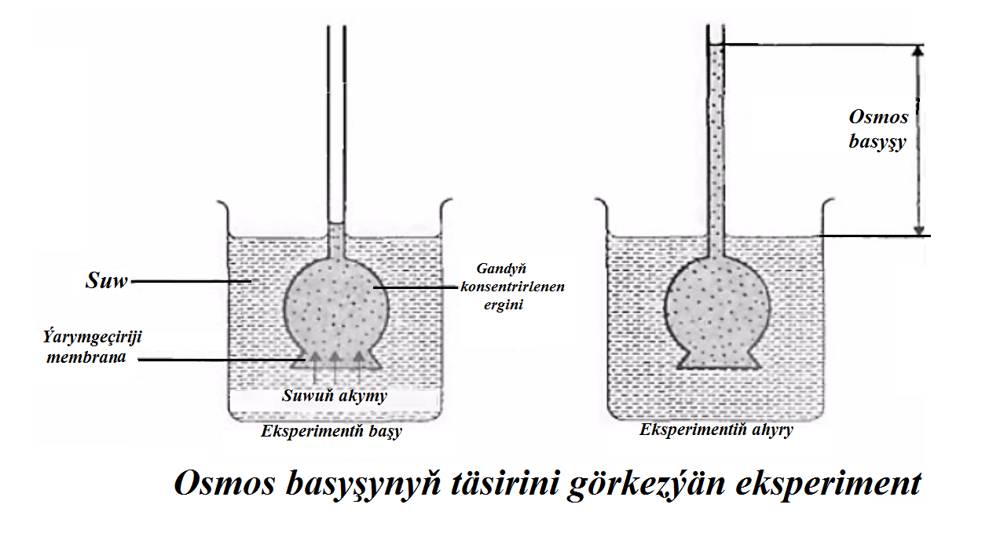 Osmos
basyşy
Suw
Gandyň
konsentrirlenen
ergini
Ýarymgeçiriji
membrana
Suwuň akymy
Eksperimentň başy
Eksperimentiň ahyry
Osmos basyşynyň täsirini görkezýän eksperiment